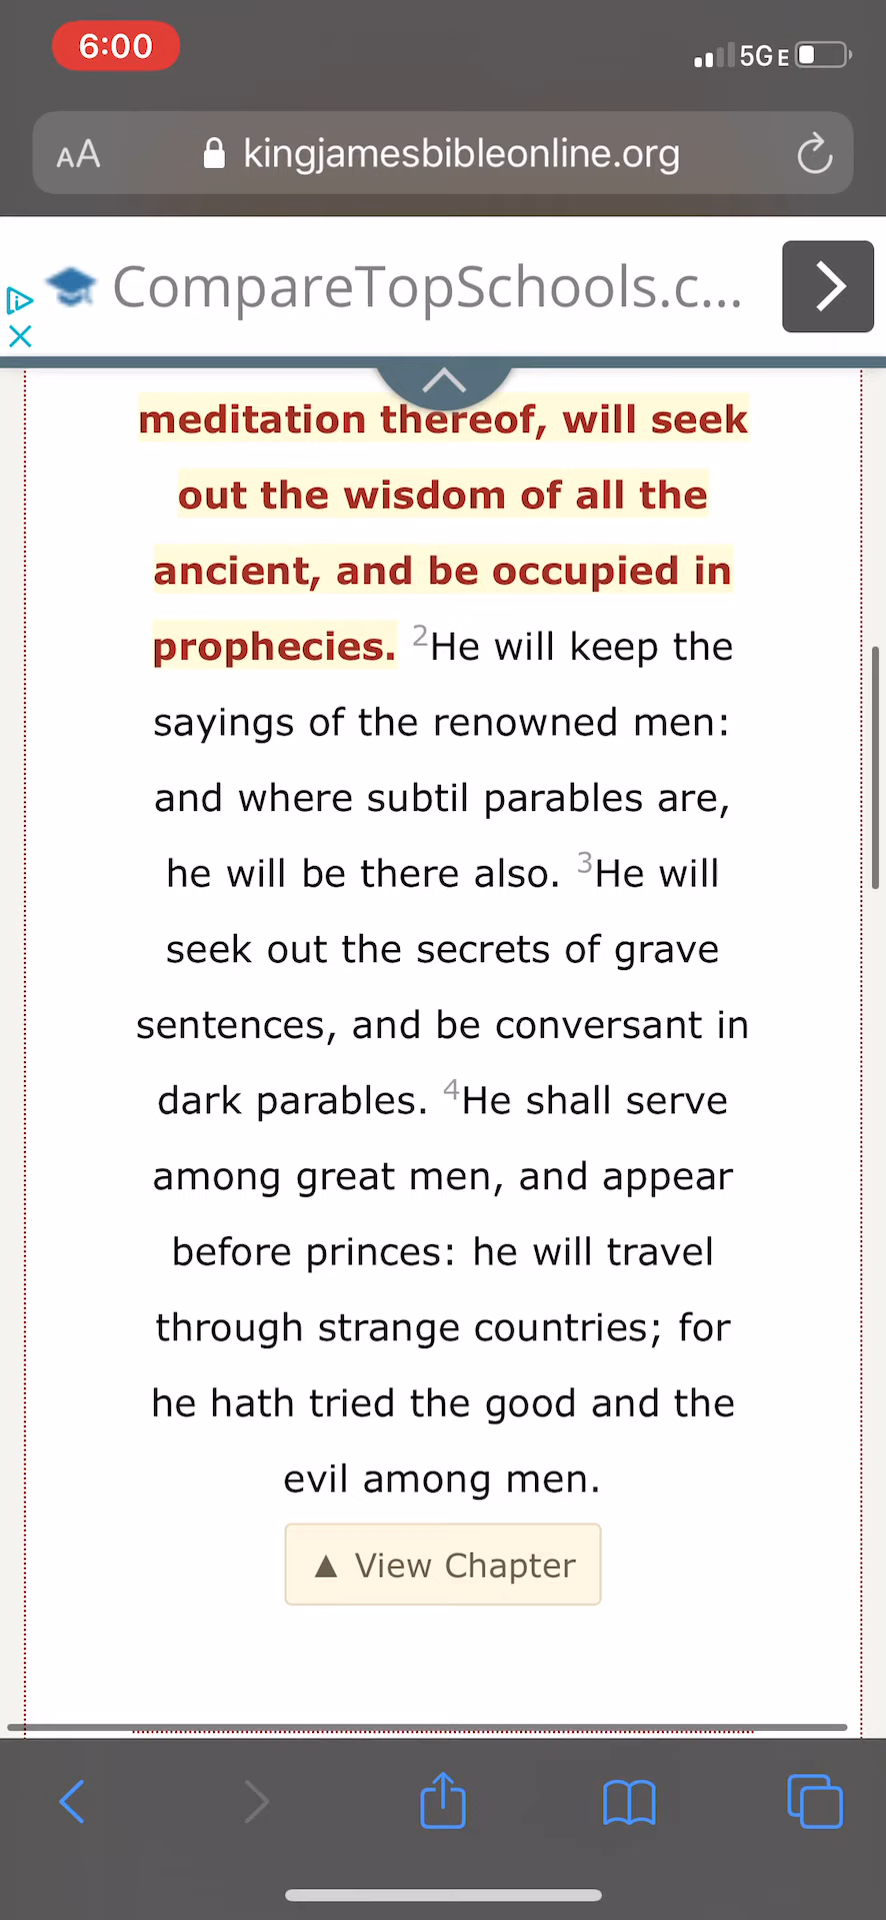 6:00
5GE
AA kingjamesbibleonline.org
CompareTopSchools.c...
meditation thereof, will seek
out the wisdom of all the
ancient, and be occupied in
prophecies. 2He will keep the
sayings of the renowned men:
and where subtil parables are,
he will be there also. 3He will
seek out the secrets of grave
sentences, and be conversant in
dark parables. 4He shall serve
among great men, and appear
before princes: he will travel
through strange countries; for
he hath tried the good and the
evil among men.
▲ View Chapter